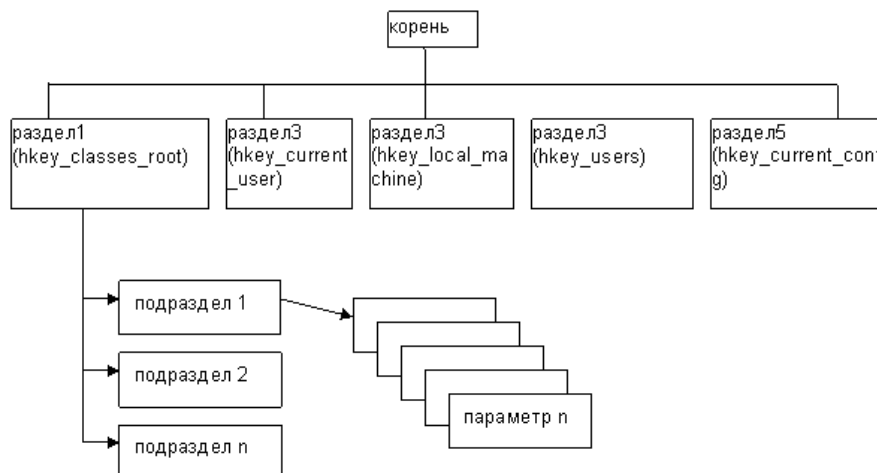 корень
раздел1
(hkey_classes_root)
раздел3
(hkey_current
_user)
раздел3
(hkey_local_ma
chine)
раздел3
(hkey_users)
раздел5
(hkey_current_conf
g)
подраздел 1
подраздел 2
подраздел n
параметр n